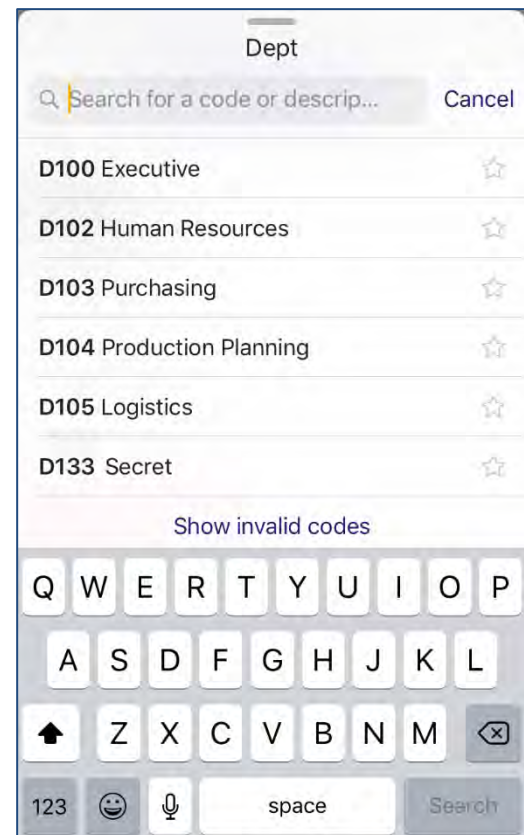 Dept
Search for a code or descrip... Cancel
D100 Executive
D102 Human Resources
D103 Purchasing
D104 Production Planning
D105 Logistics
D133 Secret
Show invalid codes
Q W E R T Y U I O P
A S D F G H J K L
Z X C V B N M
123 space Search